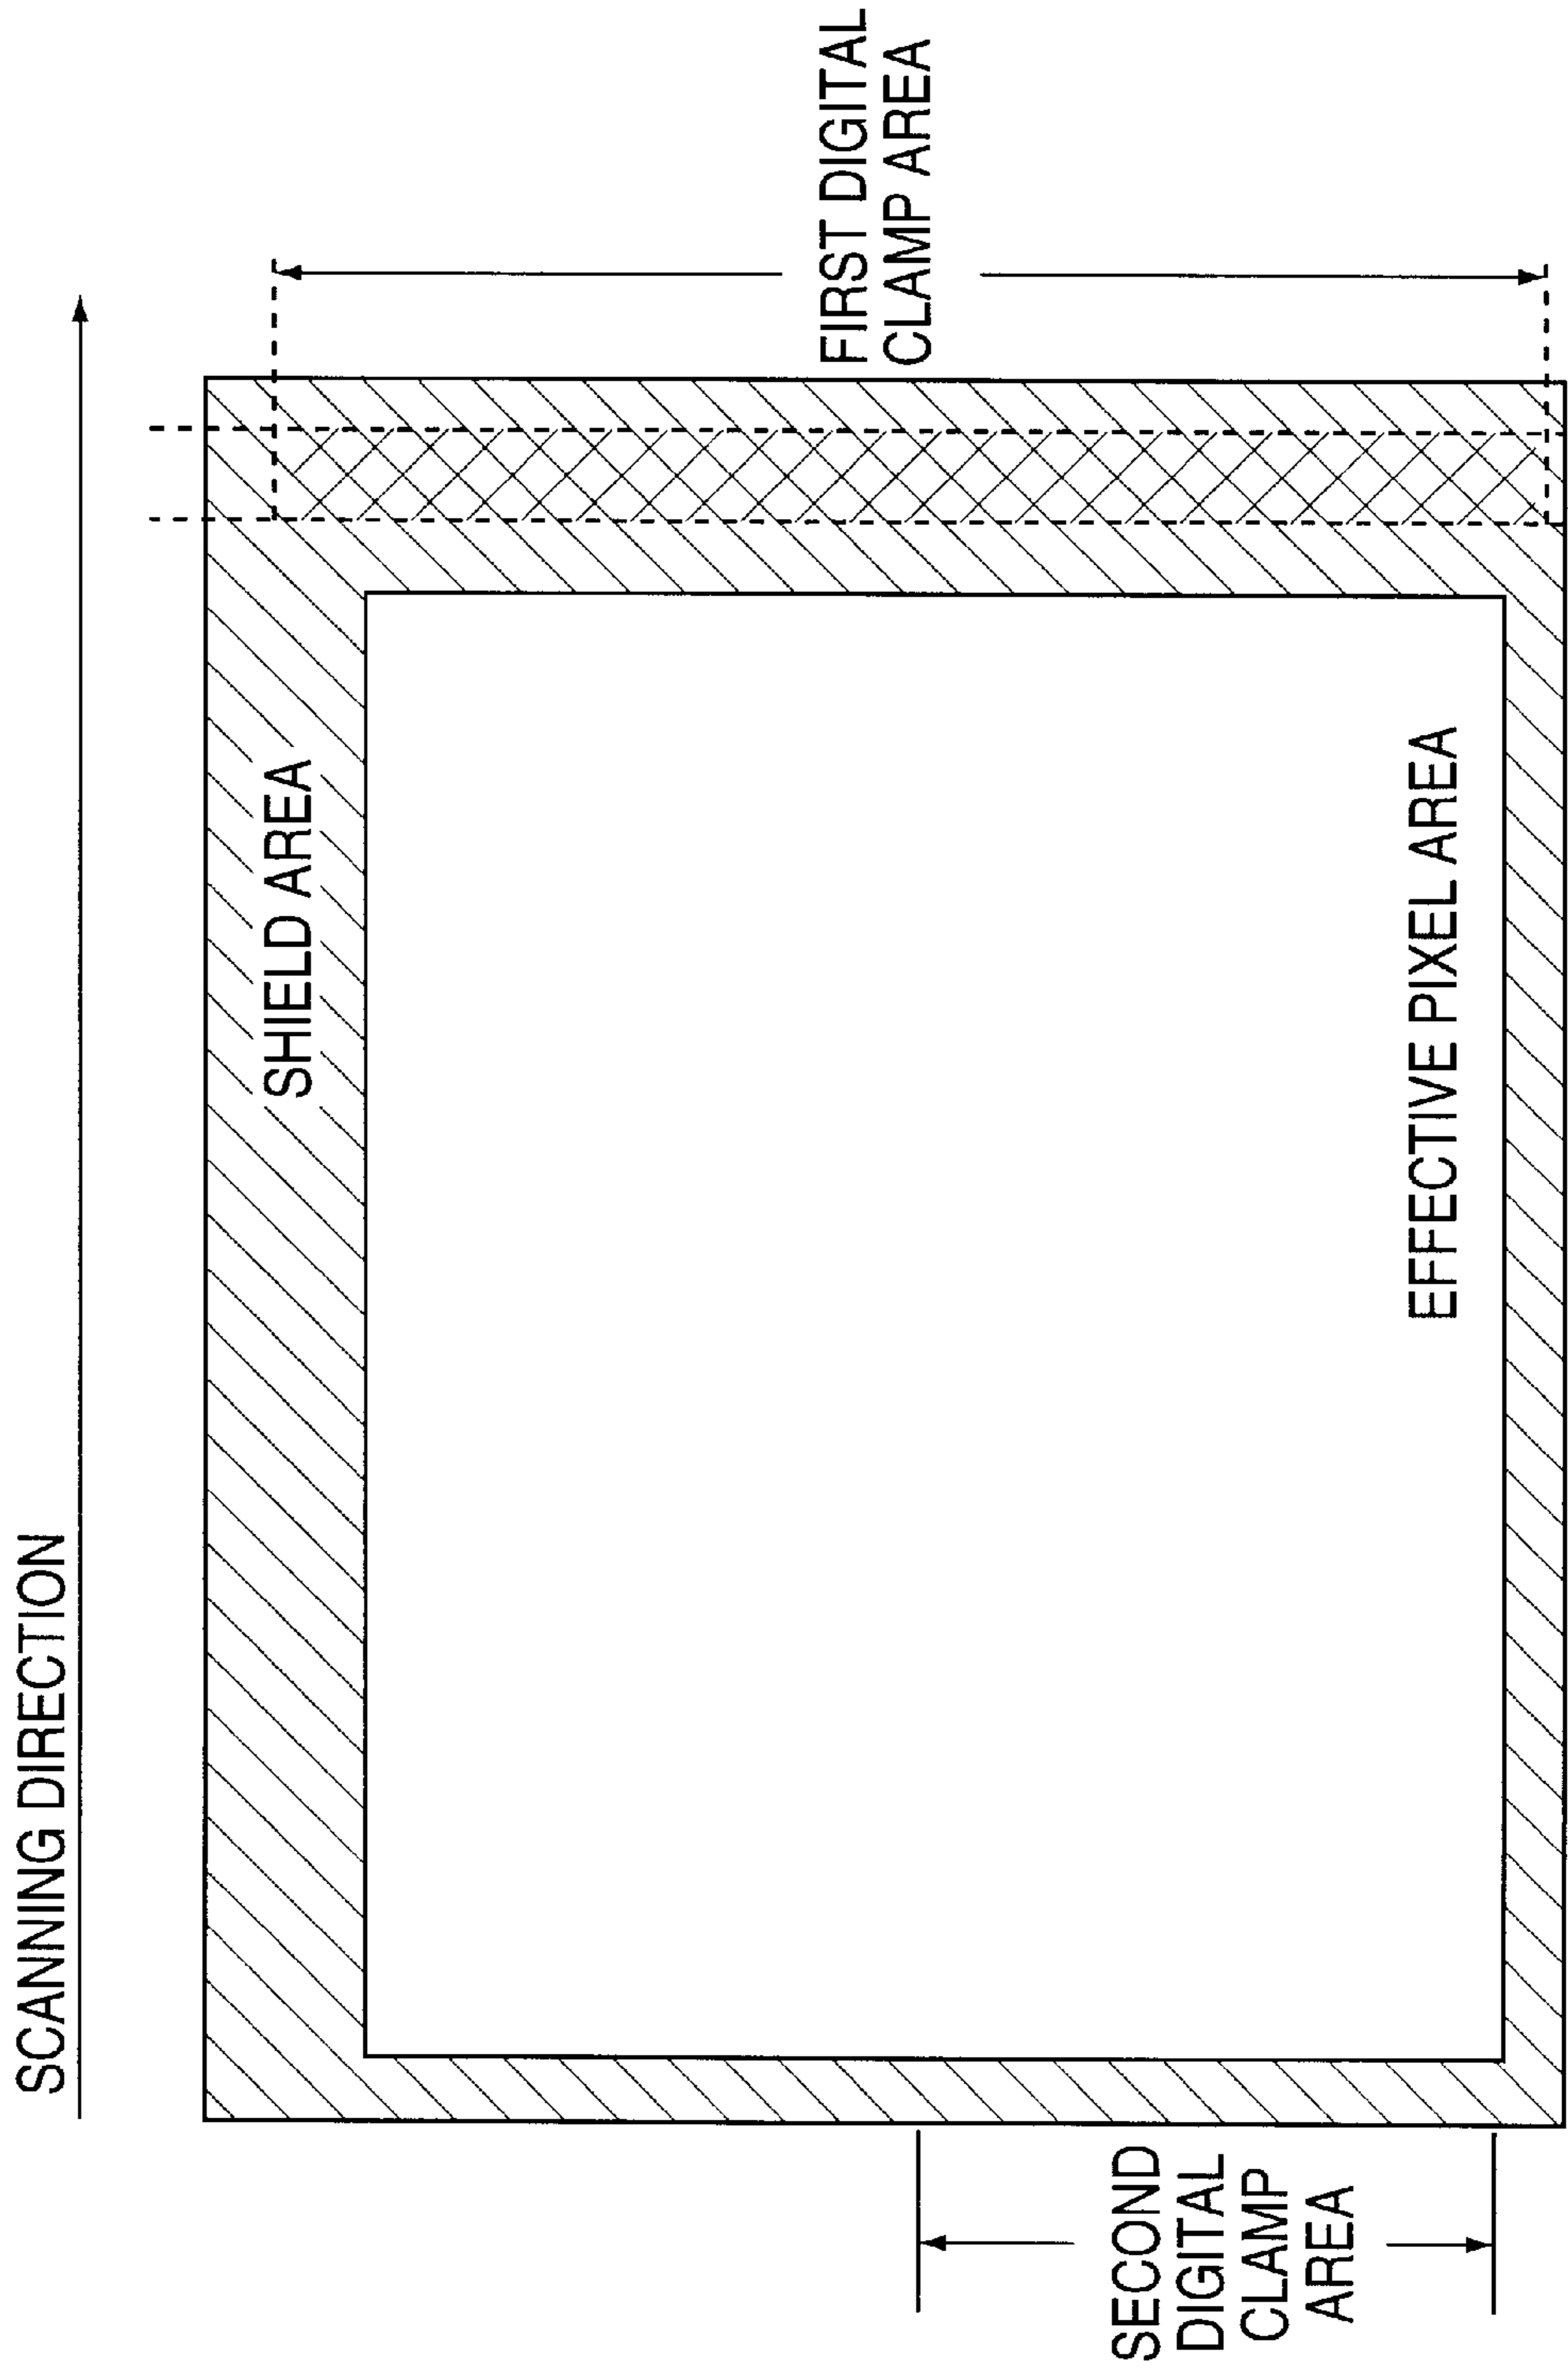 SCANNING DIRECTION
SHIELD AREA
FIRST DIGITAL
CLAMP AREA
EFFECTIVE PIXEL AREA
SECOND
DIGITAL
CLAMP
AREA